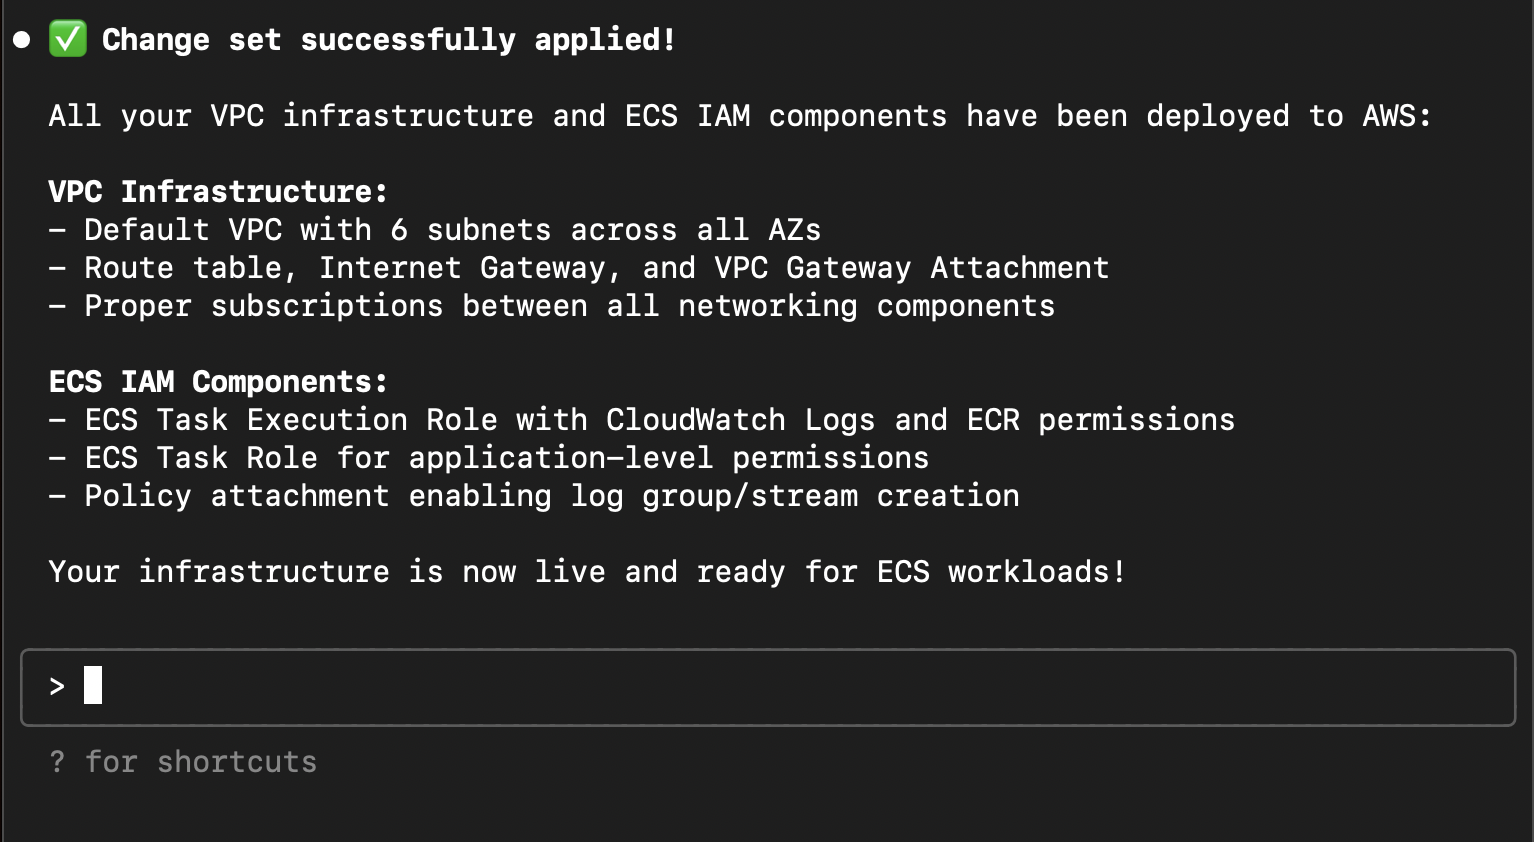 ● ✅ Change set successfully applied!
All your VPC infrastructure and ECS IAM components have been deployed to AWS:
VPC Infrastructure:
- Default VPC with 6 subnets across all AZs
- Route table, Internet Gateway, and VPC Gateway Attachment
- Proper subscriptions between all networking components
ECS IAM Components:
- ECS Task Execution Role with CloudWatch Logs and ECR permissions
- ECS Task Role for application-level permissions
- Policy attachment enabling log group/stream creation
Your infrastructure is now live and ready for ECS workloads!
>
? for shortcuts